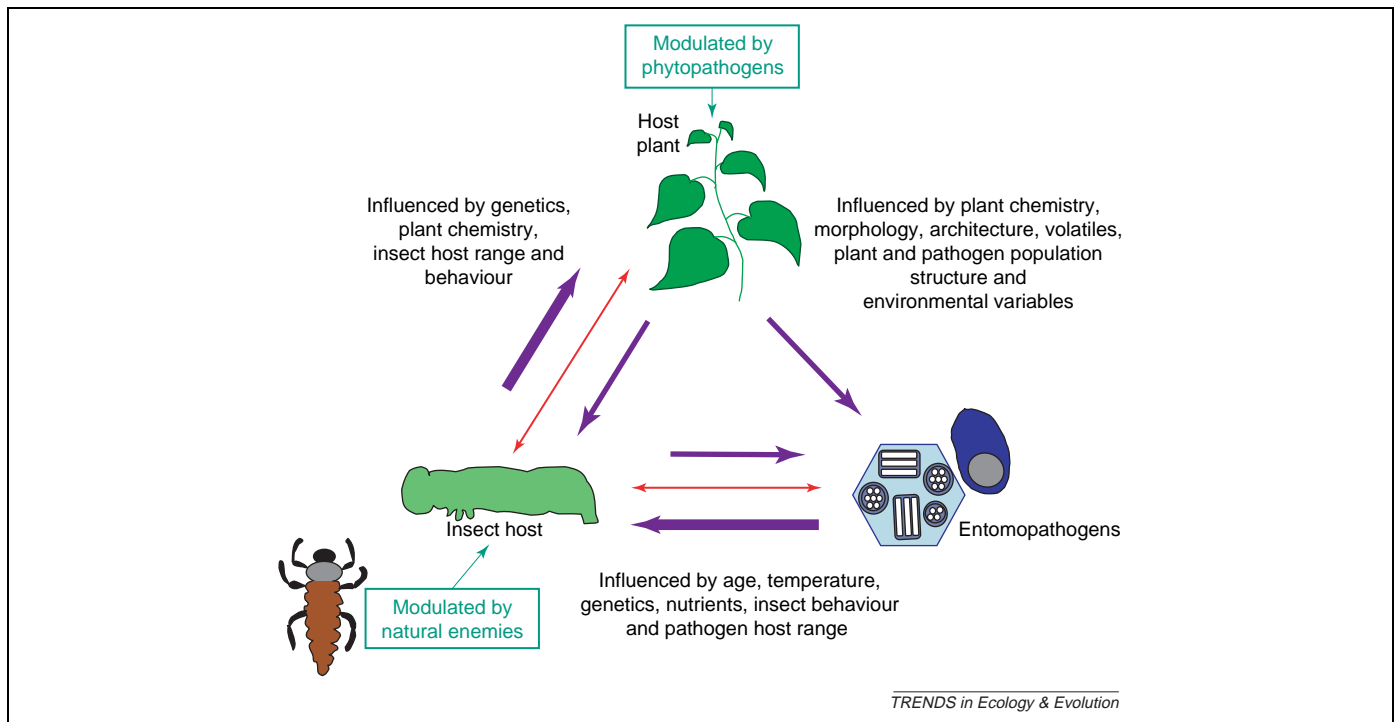 Modulated by
phytopathogens
Host
plant
Influenced by genetics,
plant chemistry,
insect host range and
behaviour
Influenced by plant chemistry,
morphology, architecture, volatiles,
plant and pathogen population
structure and
environmental variables
Insect host
Entomopathogens
Modulated by
natural enemies
Influenced by age, temperature,
genetics, nutrients, insect behaviour
and pathogen host range
TRENDS in Ecology & Evolution